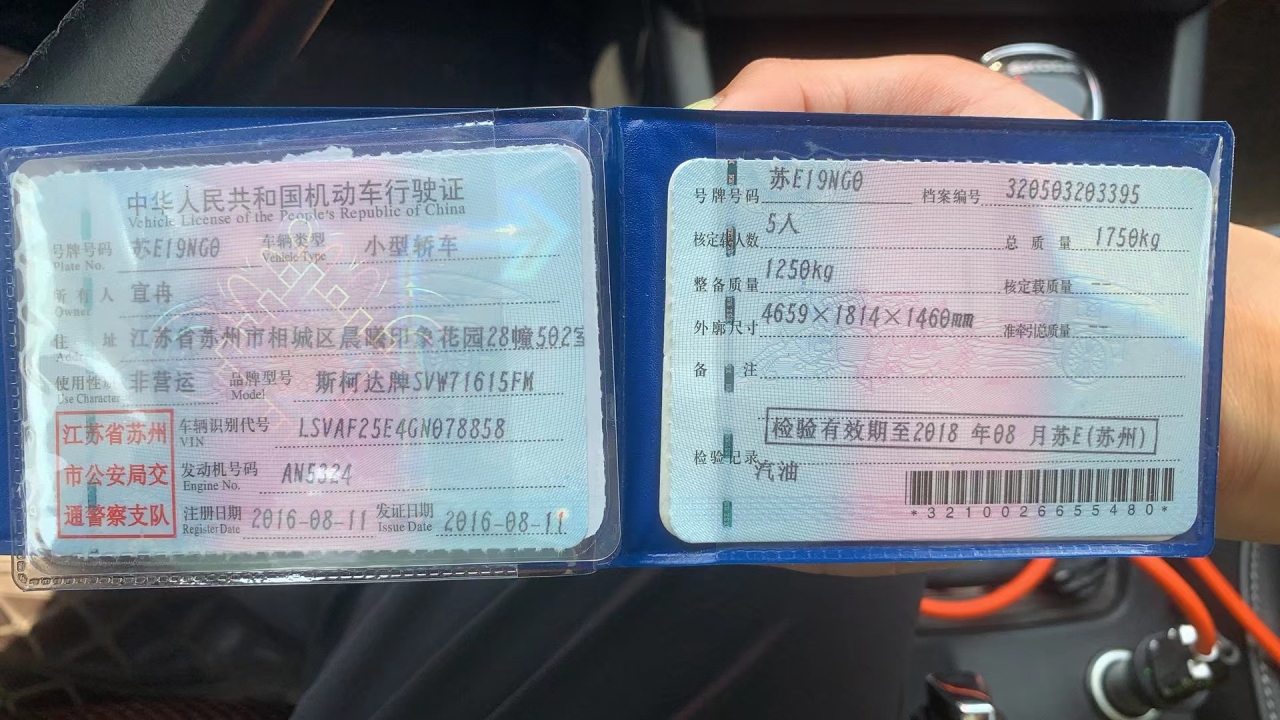 中华人民共和国机动车行驶证
Vehicle License of the People's Republic of China
号牌号码 苏E19NG0 车辆类型 小型轿车
Plate No. Vehicle Type
所有人 宣冉
Owner
住 址 江苏省苏州市相城区晨曦印象花园28幢502室
Address
使用性质 非营运 品牌型号 斯柯达牌SVW71615FM
Use Character Model
江苏省苏州
市公安局交
通警察支队
车辆识别代号 LSVAF25E4GN078858
VIN
发动机号码 AN5324
Engine No.
注册日期 2016-08-11 发证日期 2016-08-11
Register Date Issue Date
号牌号码 苏E19NG0 档案编号 320503203395
核定载人数 5人 总质量 1750kg
整备质量 1250kg 核定载质量 --
外廓尺寸 4659×1814×1460mm 准牵引总质量 --
备 注
检验有效期至2018 年08 月苏E(苏州)
检验记录
汽油
*3210026655480*